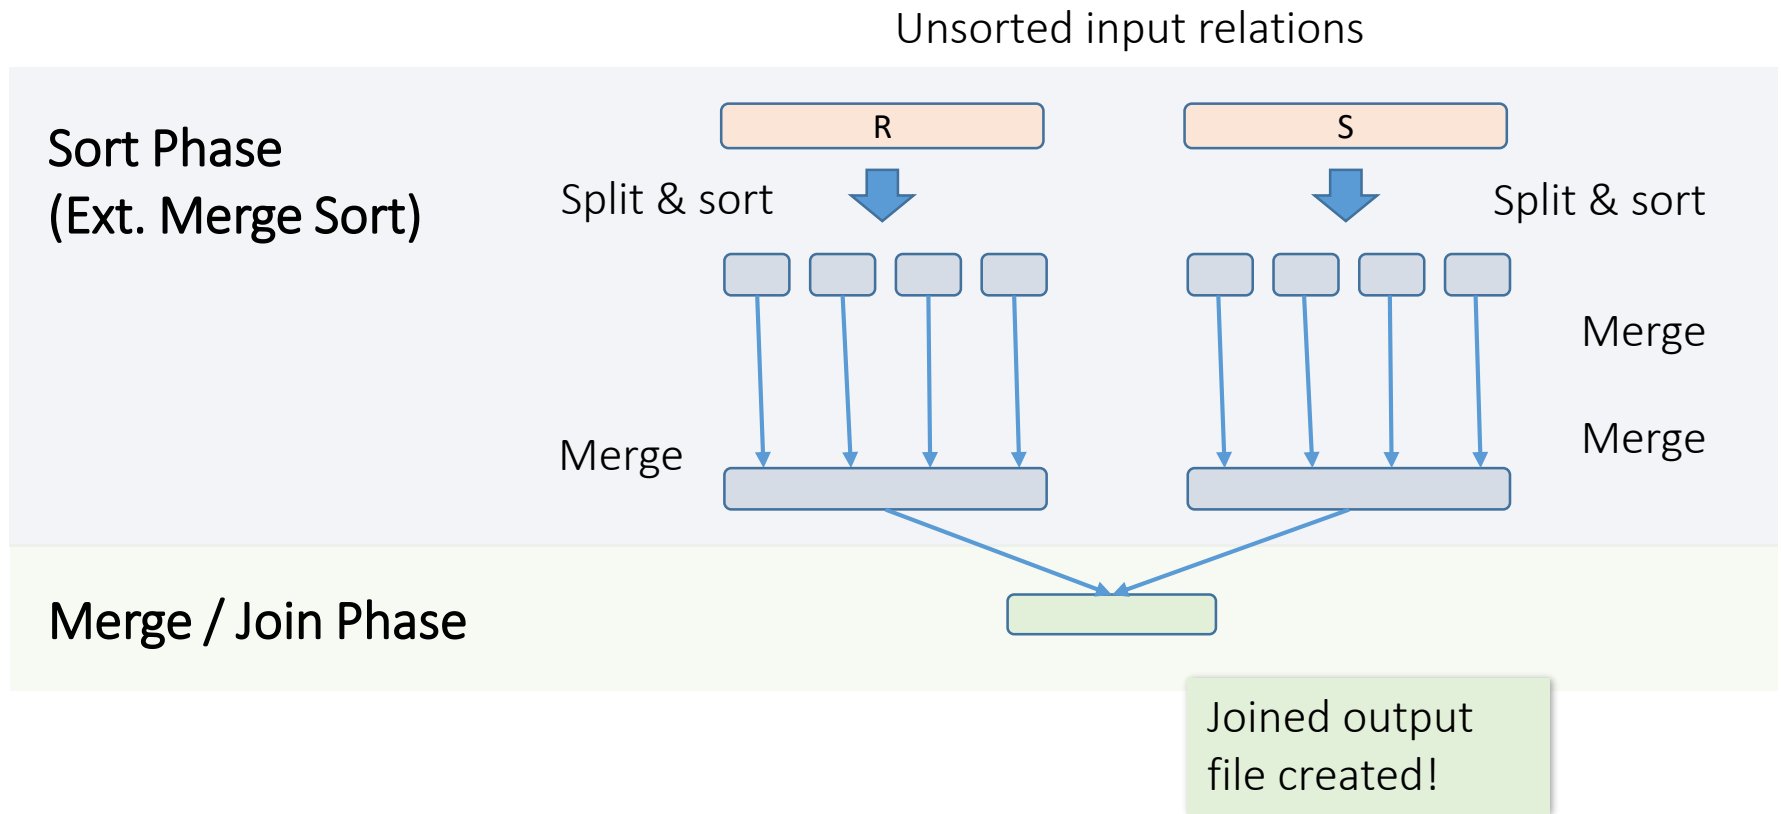 Unsorted input relations
Sort Phase
(Ext. Merge Sort)
R
S
Split & sort
Split & sort
Merge
Merge
Merge
Merge / Join Phase
Joined output
file created!